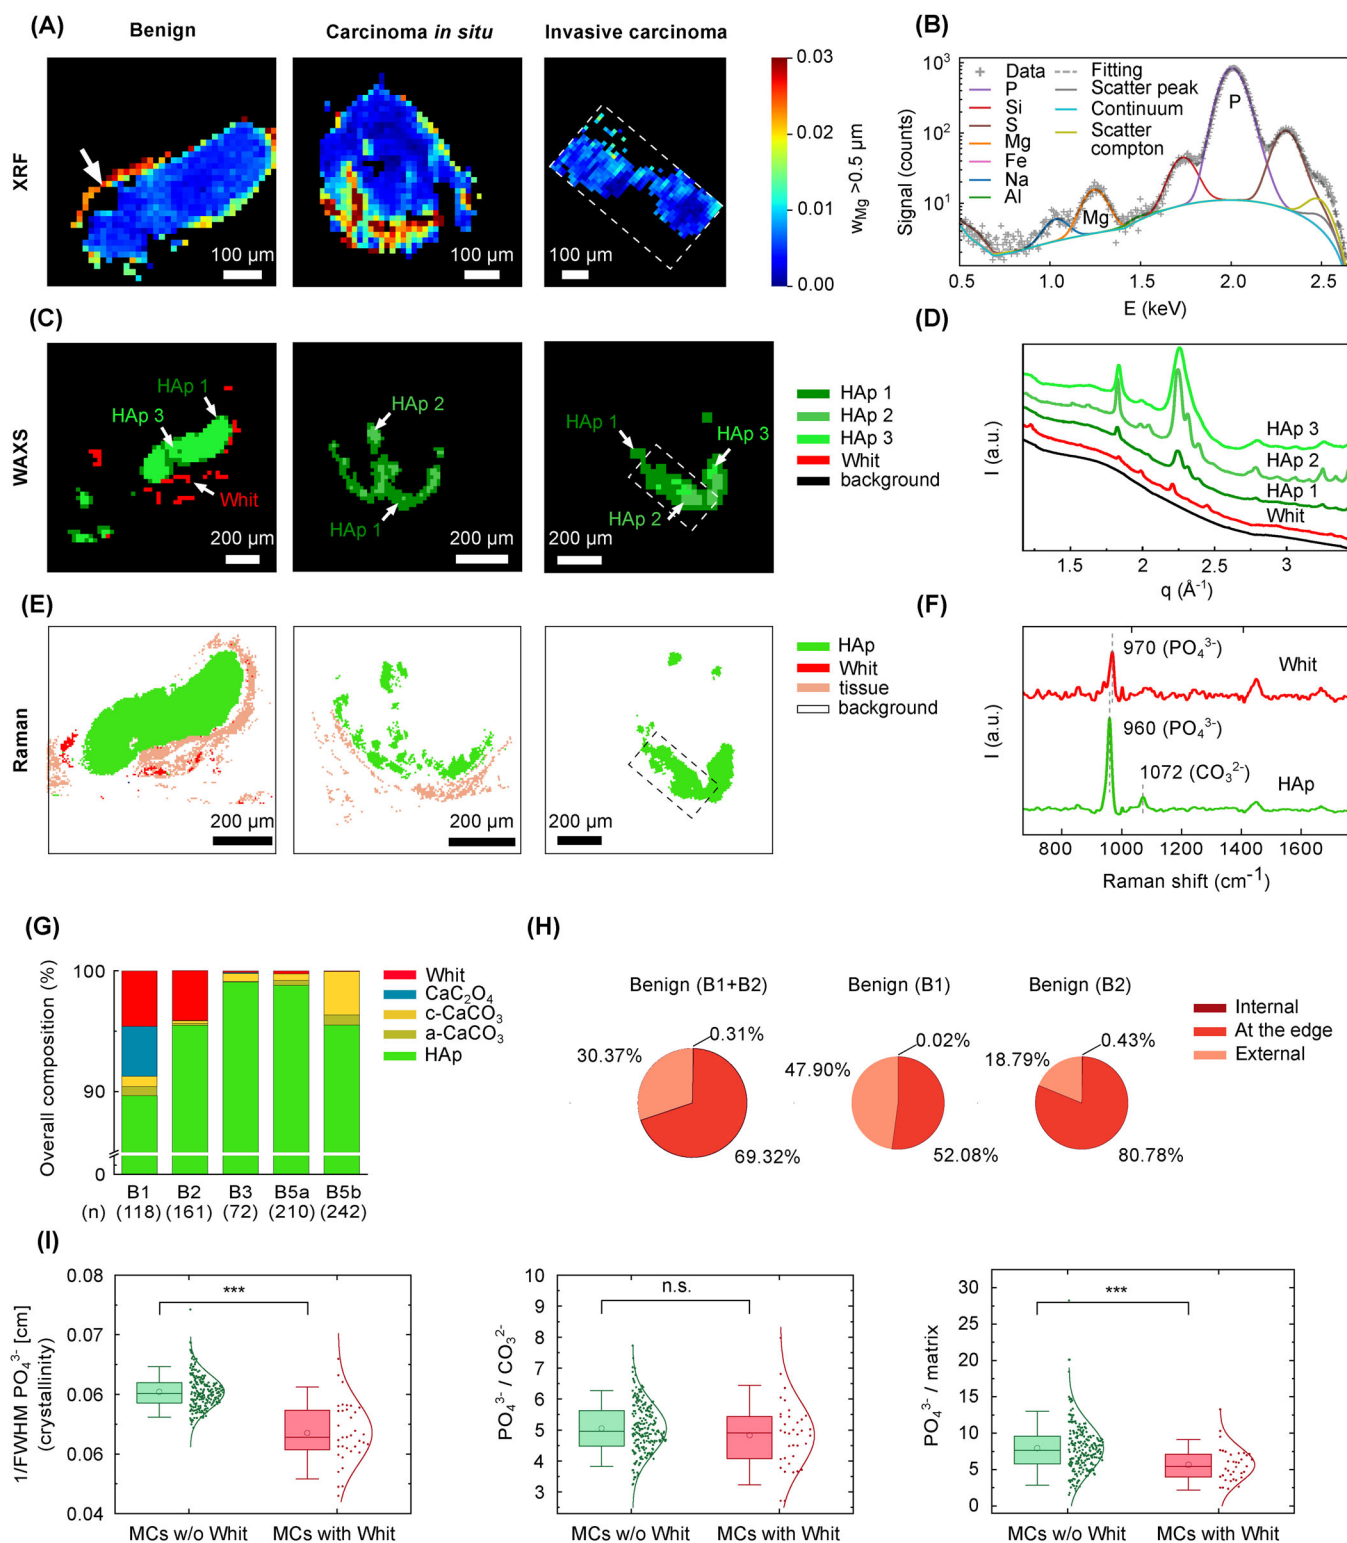 (A)
Benign
Carcinoma in situ
Invasive carcinoma
XRF
100 µm
100 µm
100 µm
0.03
0.02
0.01
0.00
wMg >0.5 µm
(B)
10³
10²
10¹
Signal (counts)
Data
P
Si
S
Mg
Fe
Na
Al
Fitting
Scatter peak
Continuum
Scatter
compton
P
Mg
0.5 1.0 1.5 2.0 2.5
E (keV)
(C)
WAXS
HAp 1
HAp 3
Whit
200 µm
HAp 2
HAp 1
200 µm
HAp 1
HAp 3
HAp 2
200 µm
HAp 1
HAp 2
HAp 3
Whit
background
(D)
I (a.u.)
HAp 3
HAp 2
HAp 1
Whit
1.5 2 2.5 3
q (Å⁻¹)
(E)
Raman
200 µm
200 µm
200 µm
HAp
Whit
tissue
background
(F)
I (a.u.)
970 (PO₄³⁻)
Whit
960 (PO₄³⁻)
1072 (CO₃²⁻)
HAp
800 1000 1200 1400 1600
Raman shift (cm⁻¹)
(G)
Overall composition (%)
100
90
0
Whit
CaC₂O₄
c-CaCO₃
a-CaCO₃
HAp
B1 B2 B3 B5a B5b
(n) (118) (161) (72) (210) (242)
(H)
Benign (B1+B2)
0.31%
30.37%
69.32%
Benign (B1)
0.02%
47.90%
52.08%
Benign (B2)
0.43%
18.79%
80.78%
Internal
At the edge
External
(I)
1/FWHM PO₄³⁻ [cm]
(crystallinity)
0.08
0.07
0.06
0.06
0.04
***
MCs w/o Whit MCs with Whit
PO₄³⁻ / CO₃²⁻
10
9
8
7
6
5
4
3
n.s.
MCs w/o Whit MCs with Whit
PO₄³⁻ / matrix
30
25
20
15
10
5
0
***
MCs w/o Whit MCs with Whit